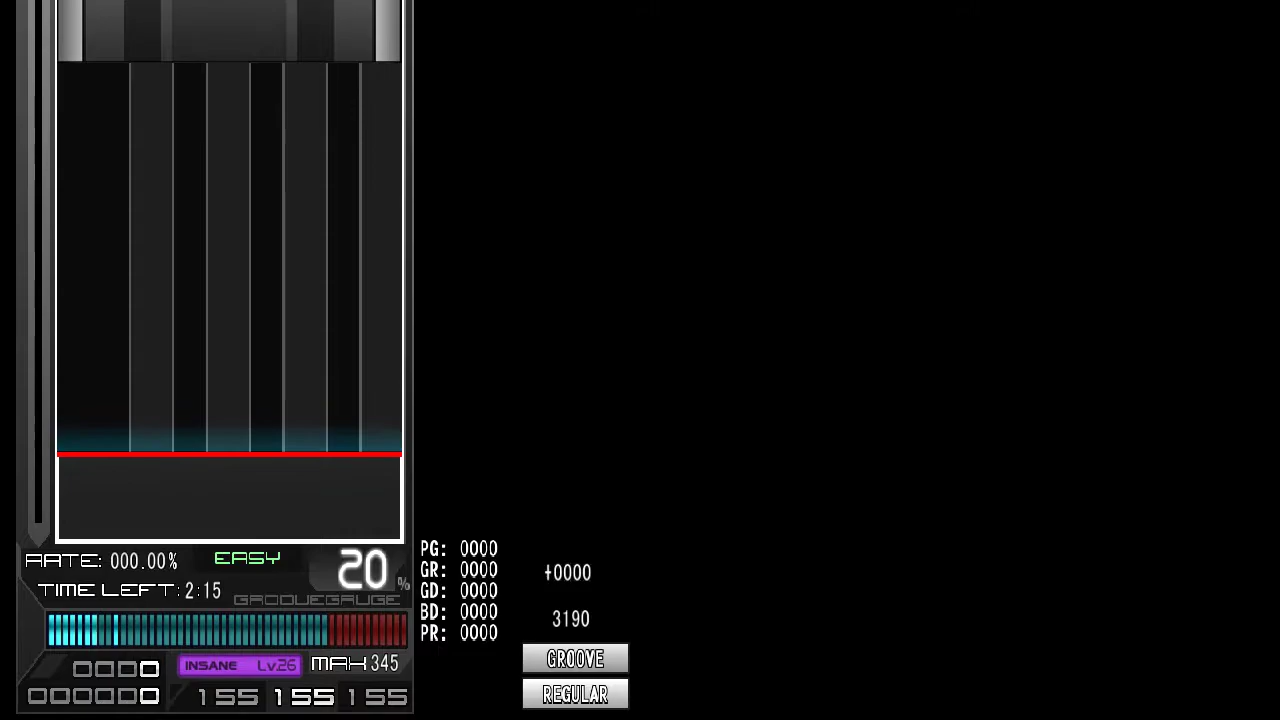 RATE: 000.00%
EASY
20 %
TIME LEFT: 2:15
GROOVEGAUGE
0000
INSANE Lv26
MAX 345
000000
155 155 155
PG: 0000
GR: 0000
GD: 0000
BD: 0000
PR: 0000
+0000
3190
GROOVE
REGULAR